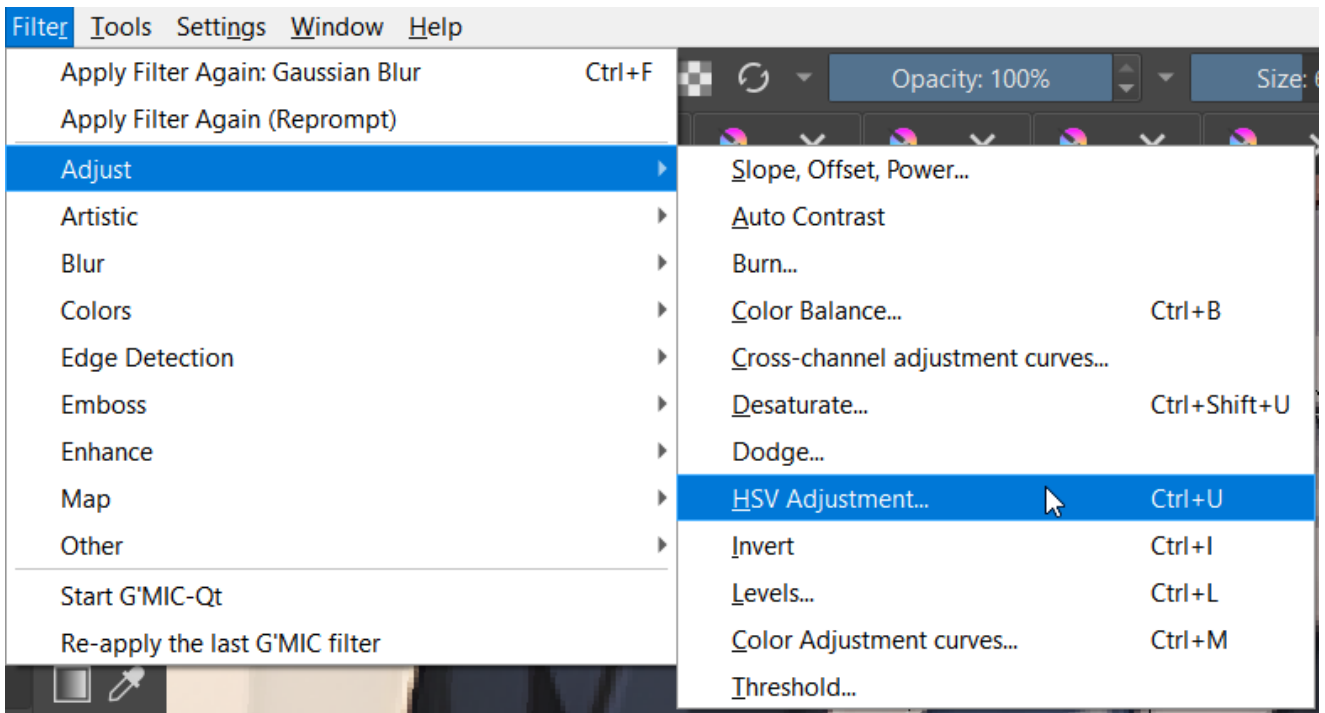 Filter Tools Settings Window Help
Apply Filter Again: Gaussian Blur Ctrl+F
Apply Filter Again (Reprompt)
Opacity: 100% Size:
Adjust
Artistic
Blur
Colors
Edge Detection
Emboss
Enhance
Map
Other
Start G'MIC-Qt
Re-apply the last G'MIC filter
Slope, Offset, Power...
Auto Contrast
Burn...
Color Balance... Ctrl+B
Cross-channel adjustment curves...
Desaturate... Ctrl+Shift+U
Dodge...
HSV Adjustment... Ctrl+U
Invert Ctrl+I
Levels... Ctrl+L
Color Adjustment curves... Ctrl+M
Threshold...